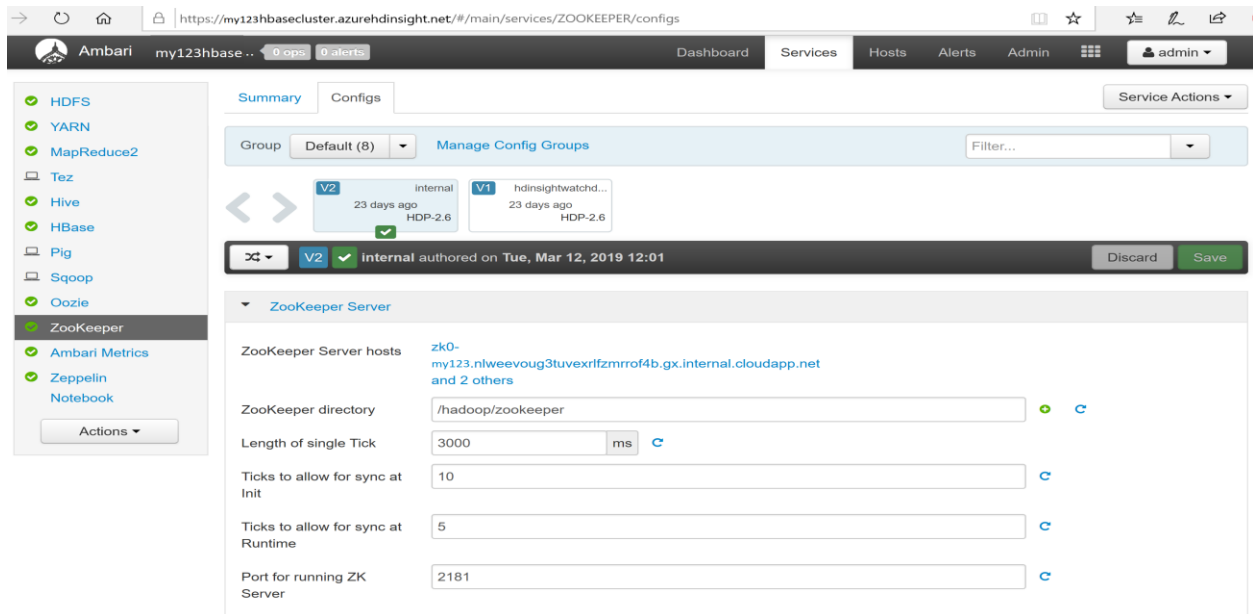 https://my123hbasecluster.azurehdinsight.net/#/main/services/ZOOKEEPER/configs
Ambari my123hbase .. 0 ops 0 alerts Dashboard Services Hosts Alerts Admin admin
HDFS
YARN
MapReduce2
Tez
Hive
HBase
Pig
Sqoop
Oozie
ZooKeeper
Ambari Metrics
Zeppelin
Notebook
Actions
Summary Configs Service Actions
Group Default (8) Manage Config Groups Filter...
V2 internal
23 days ago
HDP-2.6
V1 hdinsightwatchd...
23 days ago
HDP-2.6
V2 internal authored on Tue, Mar 12, 2019 12:01 Discard Save
ZooKeeper Server
ZooKeeper Server hosts
zk0-
my123.nlweevoug3tuvexrlfzmrrof4b.gx.internal.cloudapp.net
and 2 others
ZooKeeper directory /hadoop/zookeeper
Length of single Tick 3000 ms
Ticks to allow for sync at 10
Init
Ticks to allow for sync at 5
Runtime
Port for running ZK 2181
Server